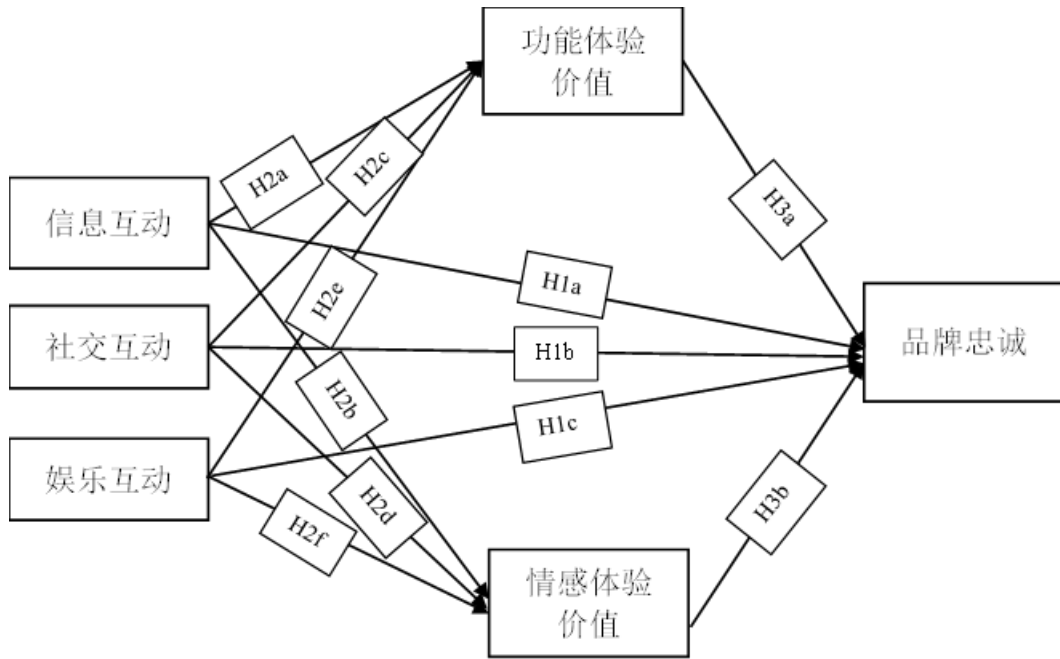 功能体验
价值
H2a
H2c
H3a
信息互动
H2e
H1a
社交互动
H1b
品牌忠诚
H2b
H1c
娱乐互动
H2d
H3b
H2f
情感体验
价值